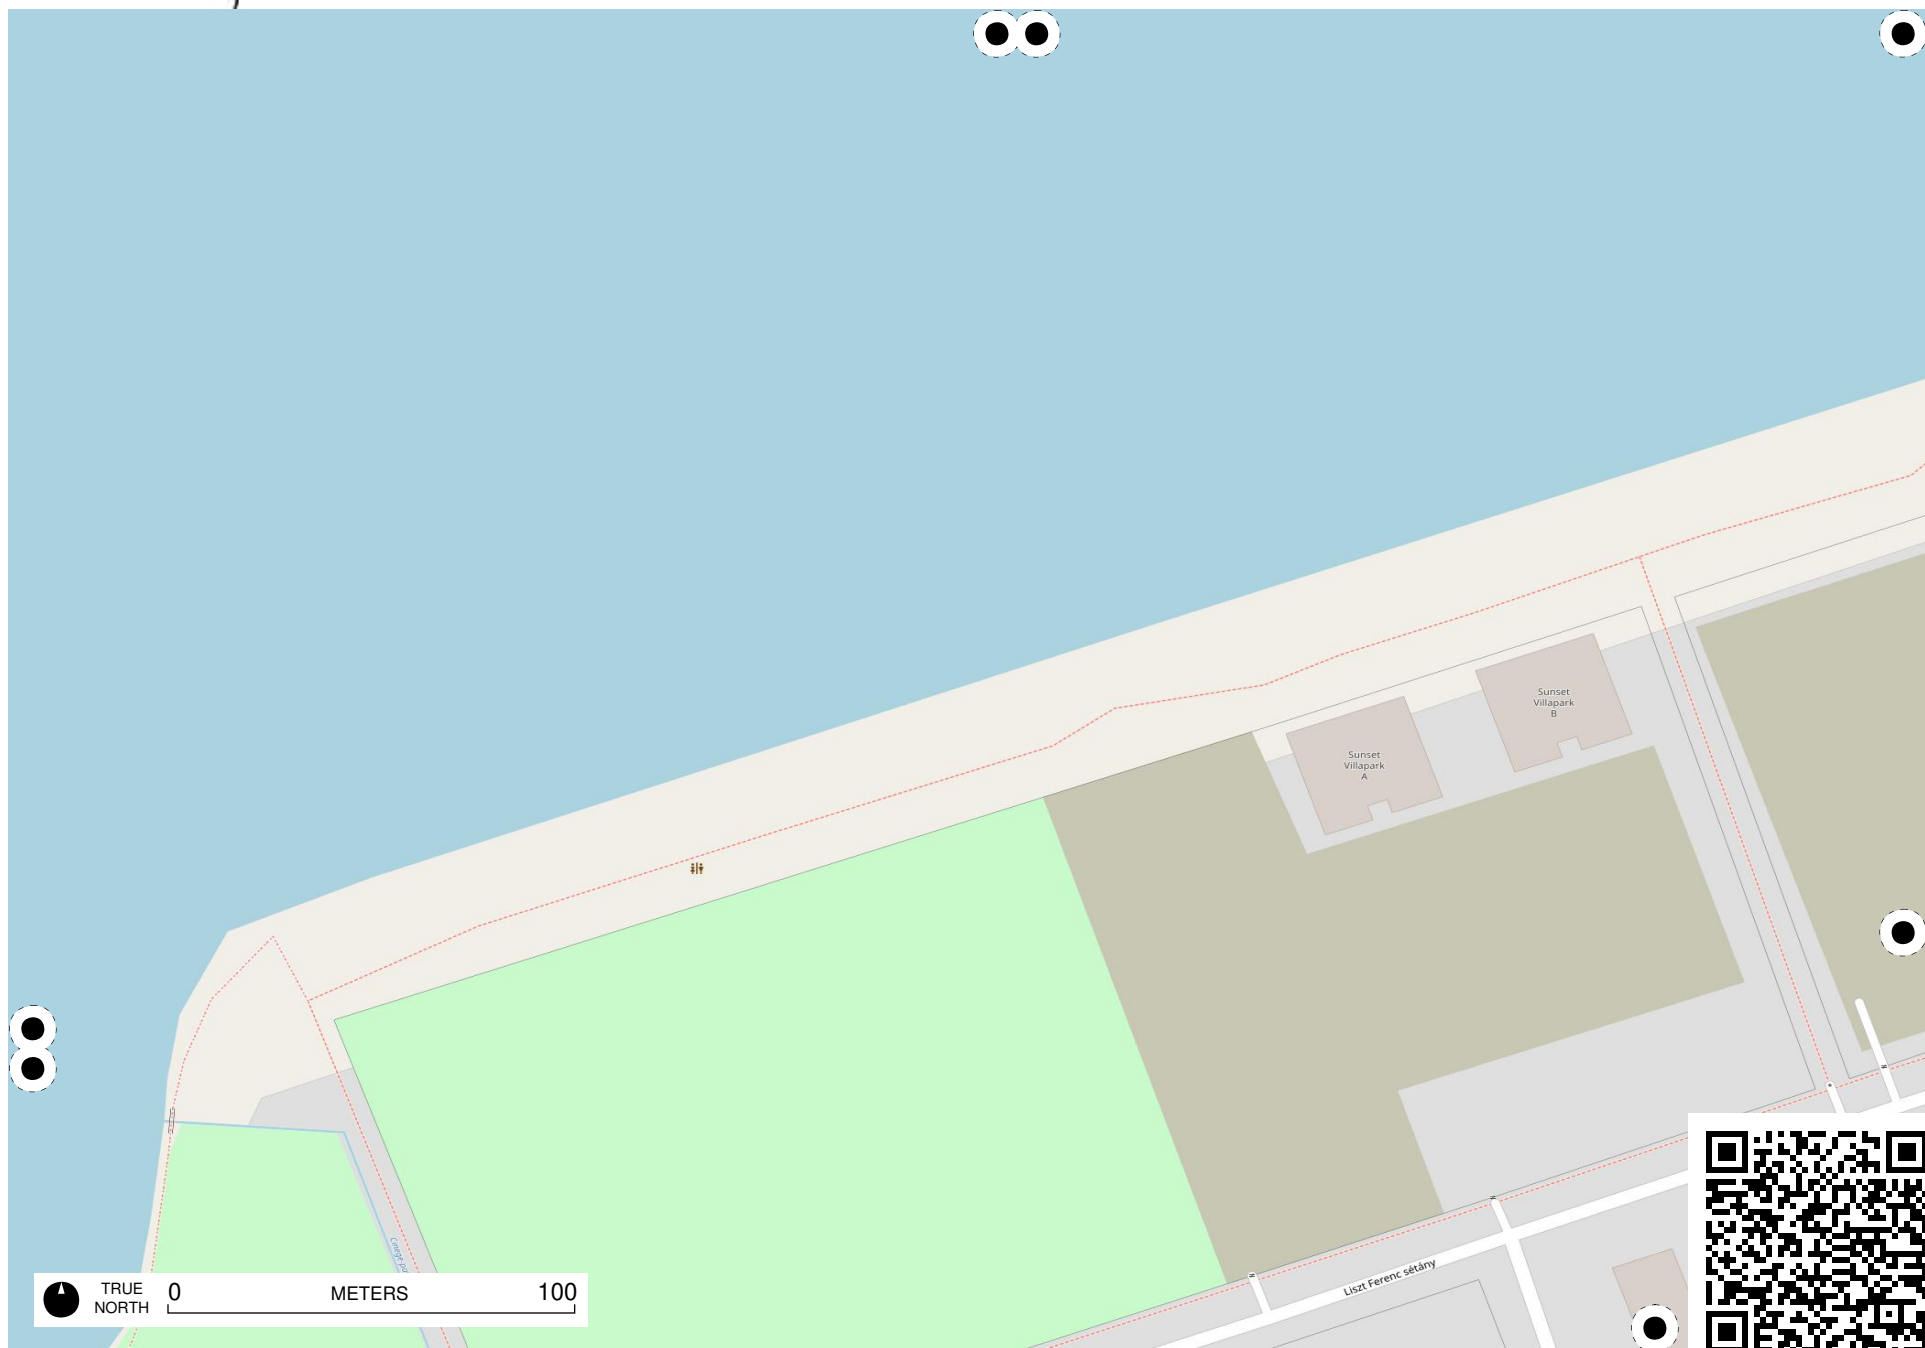 Sunset
Villapark
B
Sunset
Villapark
A
Liszt Ferenc sétány
TRUE
NORTH
0
METERS
100